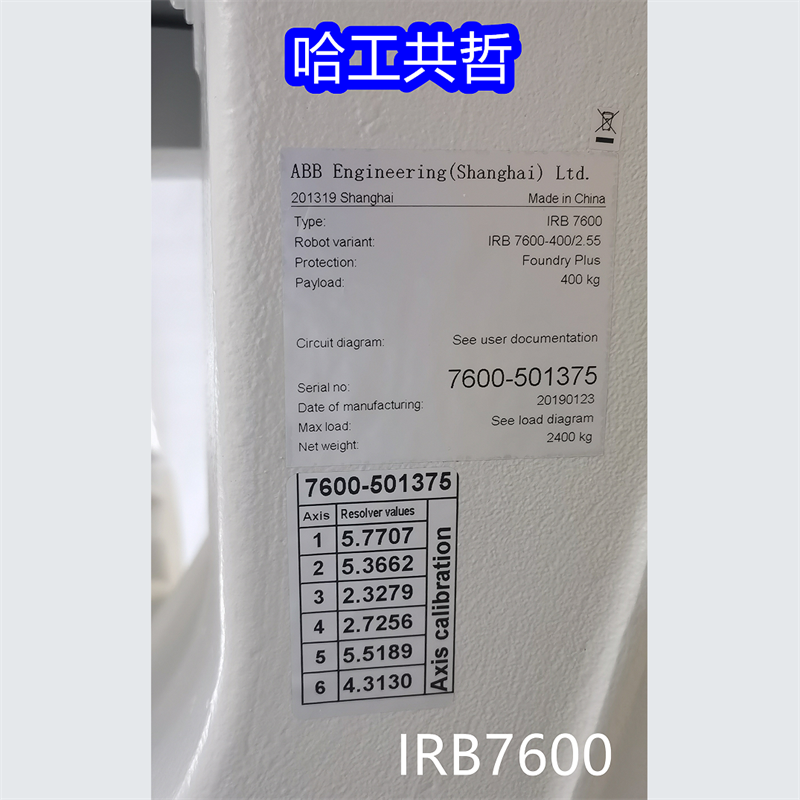 哈工共哲
ABB Engineering(Shanghai) Ltd.
201319 Shanghai Made in China
Type: IRB 7600
Robot variant: IRB 7600-400/2.55
Protection: Foundry Plus
Payload: 400 kg
Circuit diagram: See user documentation
Serial no: 7600-501375
Date of manufacturing: 20190123
Max load: See load diagram
Net weight: 2400 kg
7600-501375
Axis Resolver values
1 5.7707
2 5.3662
3 2.3279
4 2.7256
5 5.5189
6 4.3130
Axis calibration
IRB7600